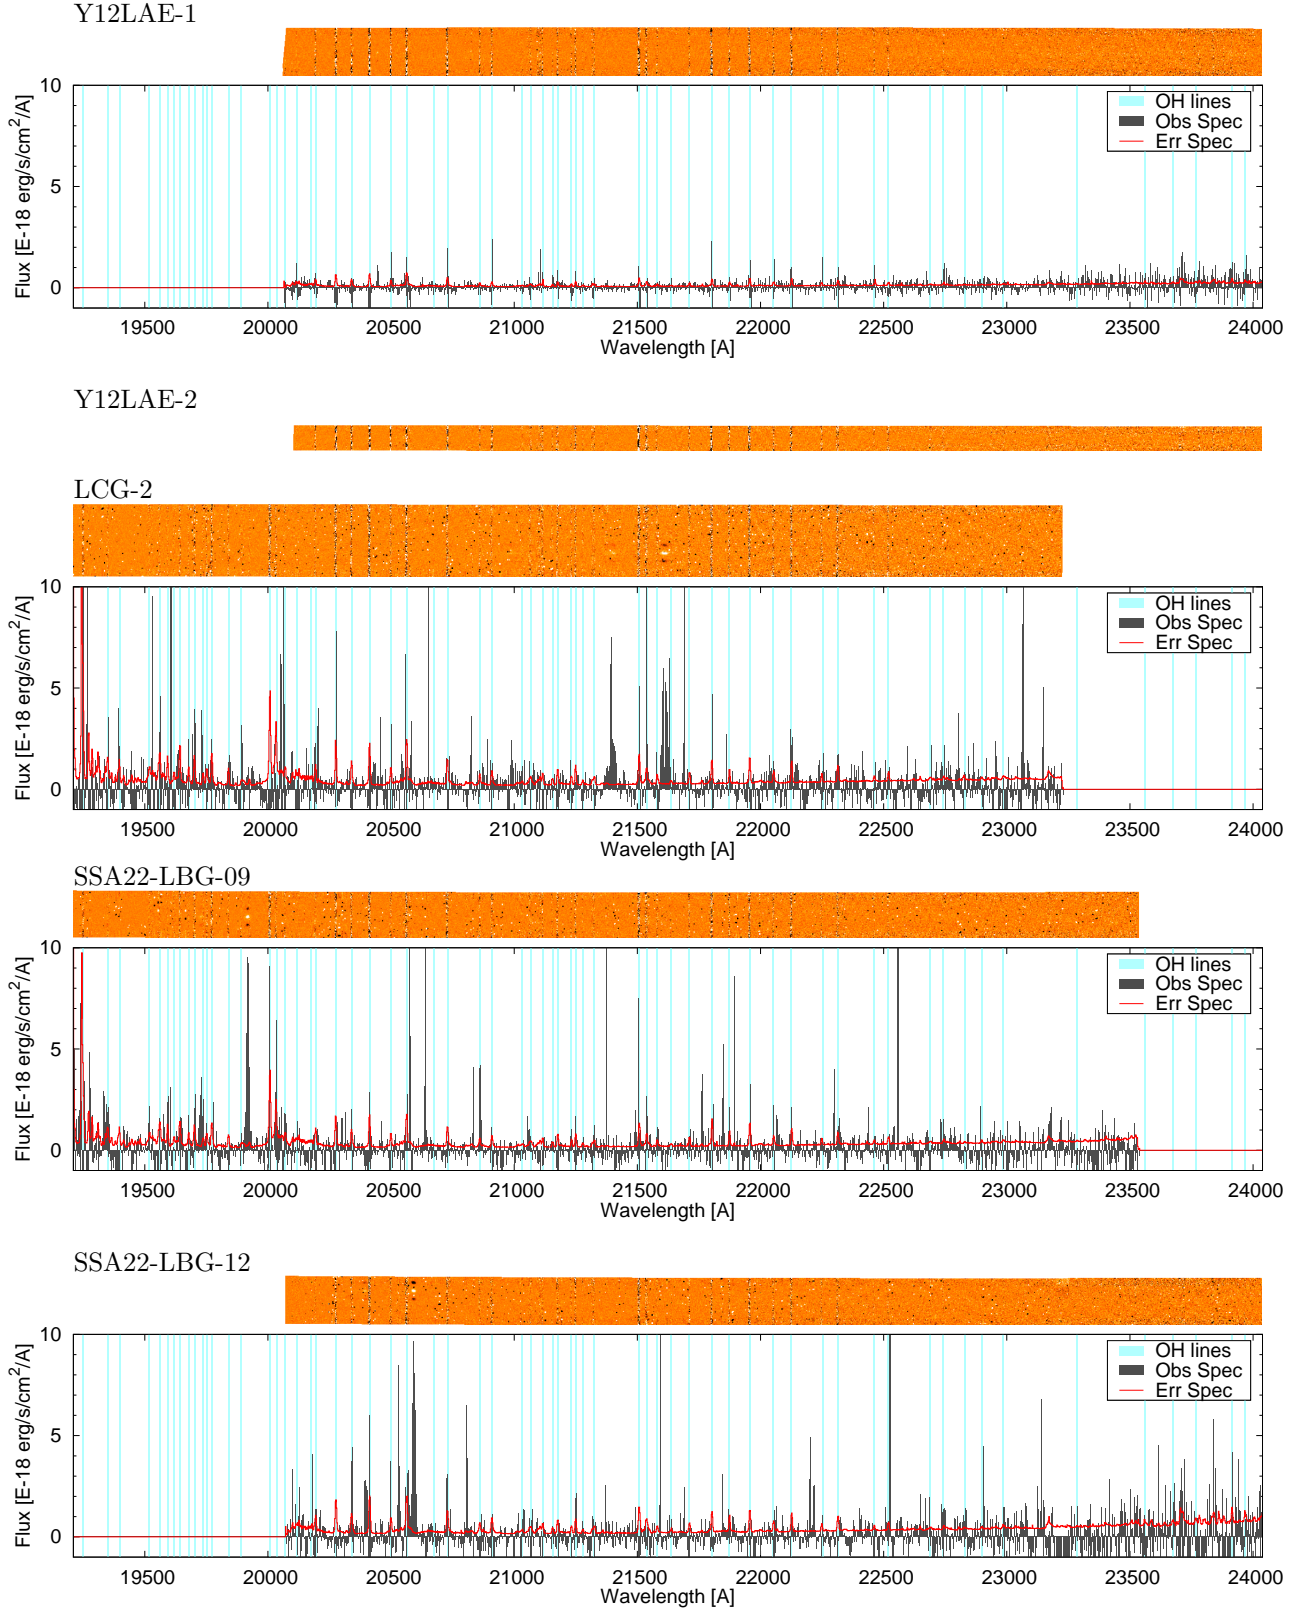 Y12LAE-1
10
5
0
Flux [E-18 erg/s/cm²/A]
OH lines
Obs Spec
Err Spec
19500 20000 20500 21000 21500 22000 22500 23000 23500 24000
Wavelength [A]
Y12LAE-2
LCG-2
10
5
0
Flux [E-18 erg/s/cm²/A]
OH lines
Obs Spec
Err Spec
19500 20000 20500 21000 21500 22000 22500 23000 23500 24000
Wavelength [A]
SSA22-LBG-09
10
5
0
Flux [E-18 erg/s/cm²/A]
OH lines
Obs Spec
Err Spec
19500 20000 20500 21000 21500 22000 22500 23000 23500 24000
Wavelength [A]
SSA22-LBG-12
10
5
0
Flux [E-18 erg/s/cm²/A]
OH lines
Obs Spec
Err Spec
19500 20000 20500 21000 21500 22000 22500 23000 23500 24000
Wavelength [A]